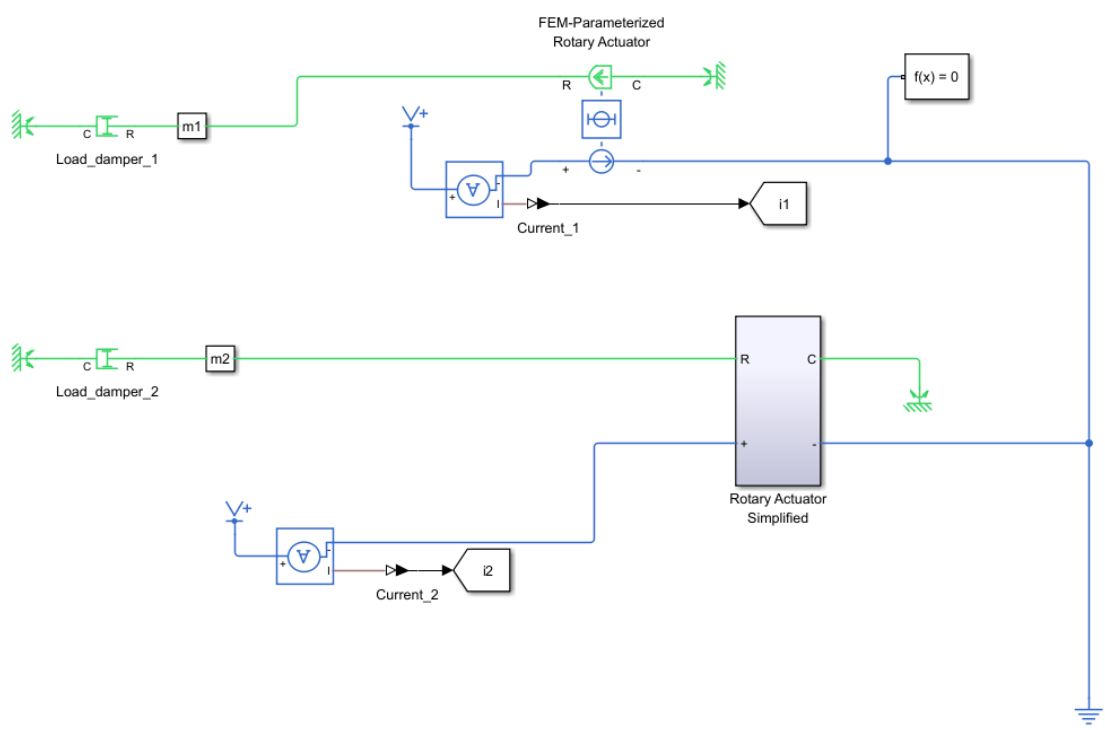 FEM-Parameterized
Rotary Actuator
R
C
f(x) = 0
V+
C
R
m1
Load_damper_1
+
-
+
-
I
i1
Current_1
C
R
m2
Load_damper_2
R
C
+
-
Rotary Actuator
Simplified
V+
+
-
I
i2
Current_2